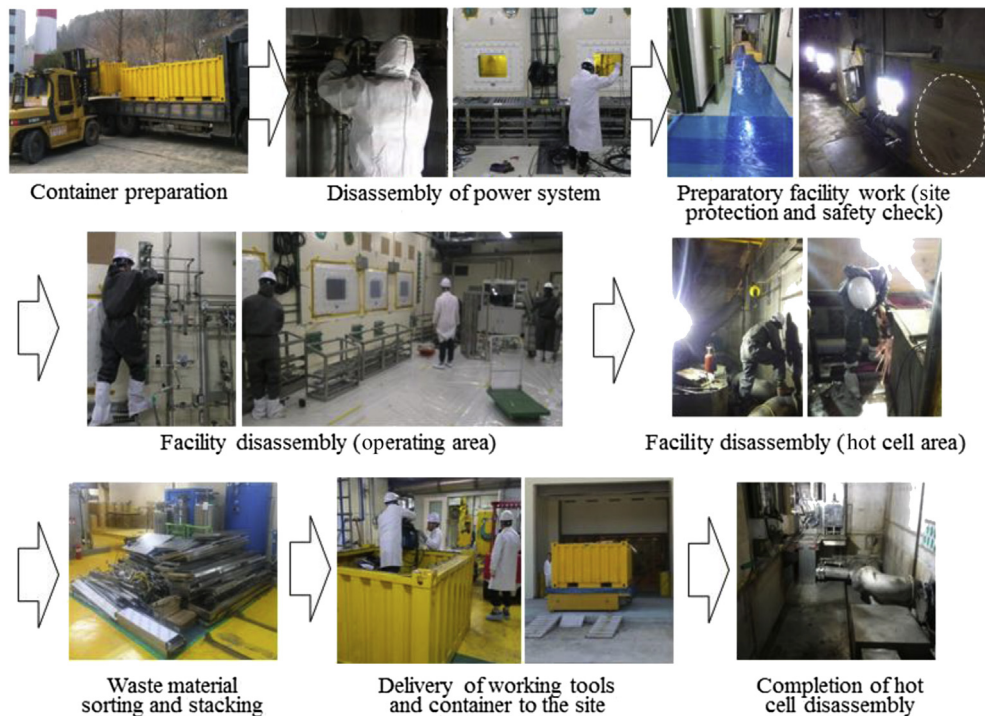 Container preparation
Disassembly of power system
Preparatory facility work (site
protection and safety check)
Facility disassembly (operating area)
Facility disassembly (hot cell area)
Waste material
sorting and stacking
Delivery of working tools
and container to the site
Completion of hot
cell disassembly